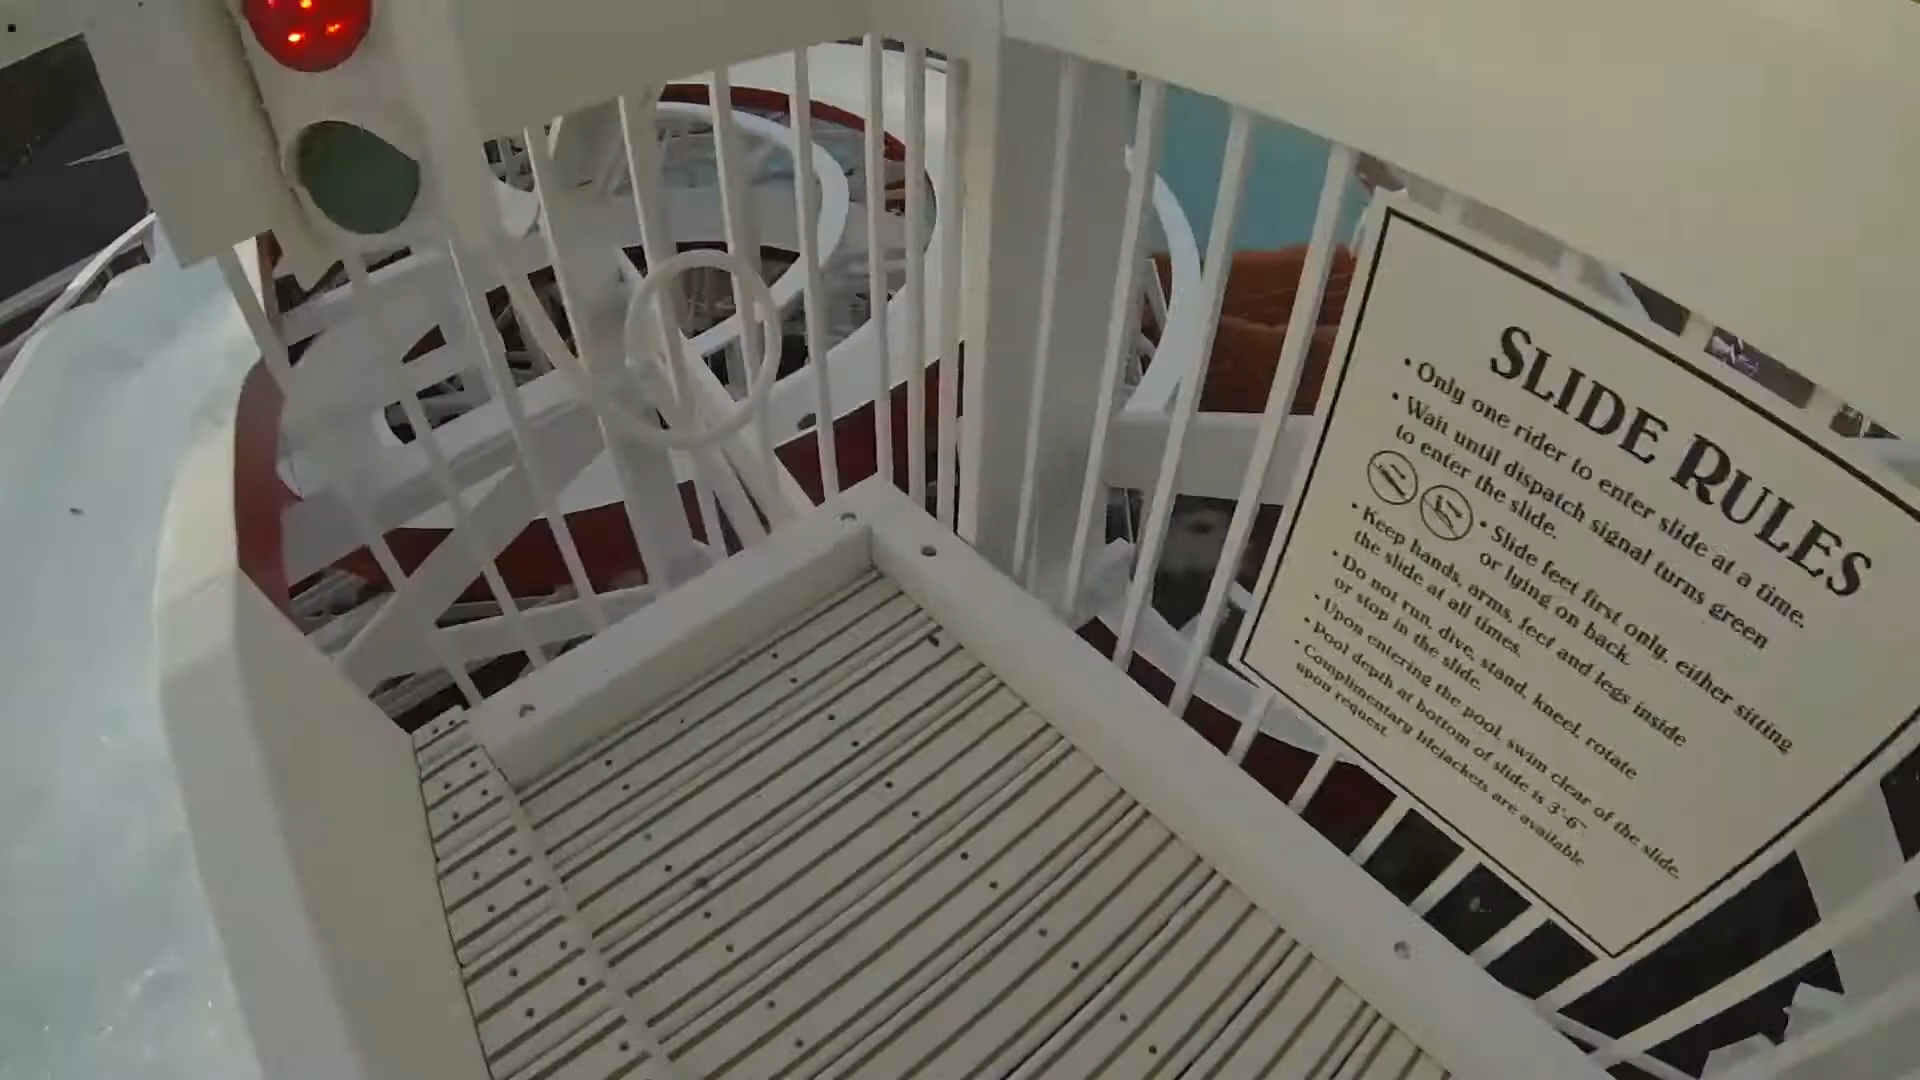 SLIDE RULES
• Only one rider to enter slide at a time.
• Wait until dispatch signal turns green
to enter the slide.
• Slide feet first only, either sitting
or lying on back.
• Keep hands, arms, feet and legs inside
the slide at all times.
• Do not run, dive, stand, kneel, rotate
or stop in the slide.
• Upon entering the pool, swim clear of the slide.
• Pool depth at bottom of slide is 3'-6".
• Complimentary lifejackets are available
upon request.